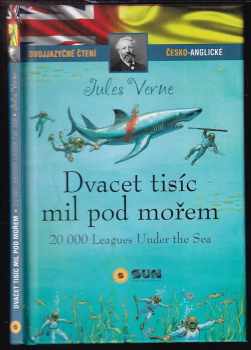 DVOJJAZYČNÉ ČTENÍ
ČESKO-ANGLICKÉ
Jules Verne
Dvacet tisíc
mil pod mořem
20 000 Leagues Under the Sea
SUN
DVACET TISÍC MIL POD MOŘEM